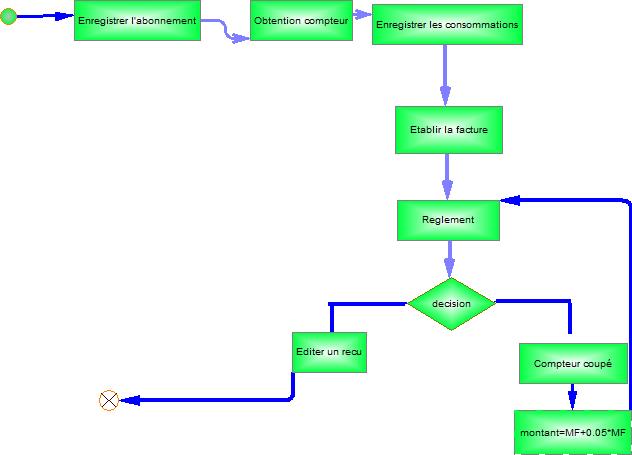 Enregistrer l'abonnement
Obtention compteur
Enregistrer les consommations
Etablir la facture
Reglement
decision
Editer un recu
Compteur coupé
montant=MF+0.05*MF